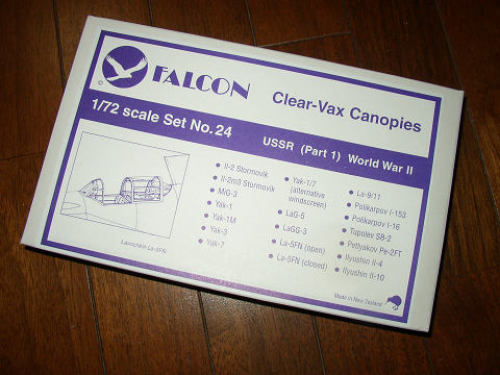 FALCON
Clear-Vax Canopies
1/72 scale Set No. 24
USSR (Part 1) World War II
Lavochkin La-5FN
• Il-2 Stormovik
• Il-2m3 Stormovik
• MiG-3
• Yak-1
• Yak-1M
• Yak-3
• Yak-7
• Yak-1/7
(alternative
windscreen)
• LaG-5
• LaGG-3
• La-5FN (open)
• La-5FN (closed)
• La-9/11
• Polikarpov I-153
• Polikarpov I-16
• Tupolev SB-2
• Petlyakov Pe-2FT
• Ilyushin Il-4
• Ilyushin Il-10
Made in New Zealand